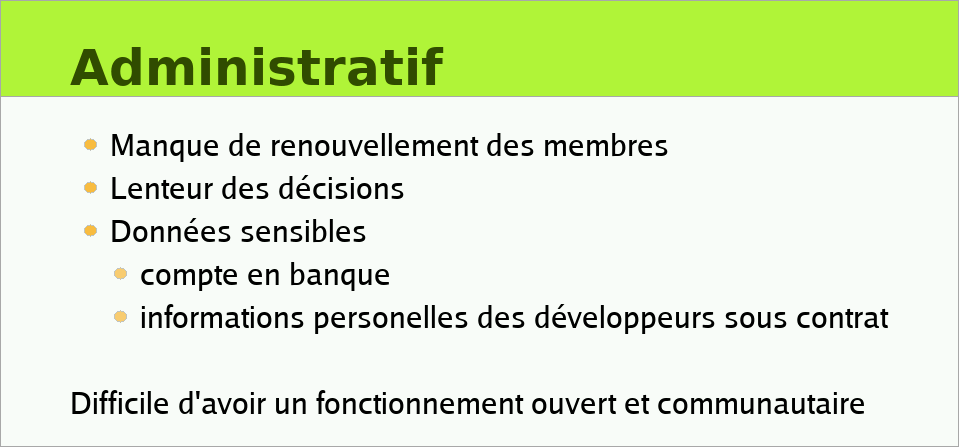 Administratif
Manque de renouvellement des membres
Lenteur des décisions
Données sensibles
compte en banque
informations personelles des développeurs sous contrat
Difficile d'avoir un fonctionnement ouvert et communautaire